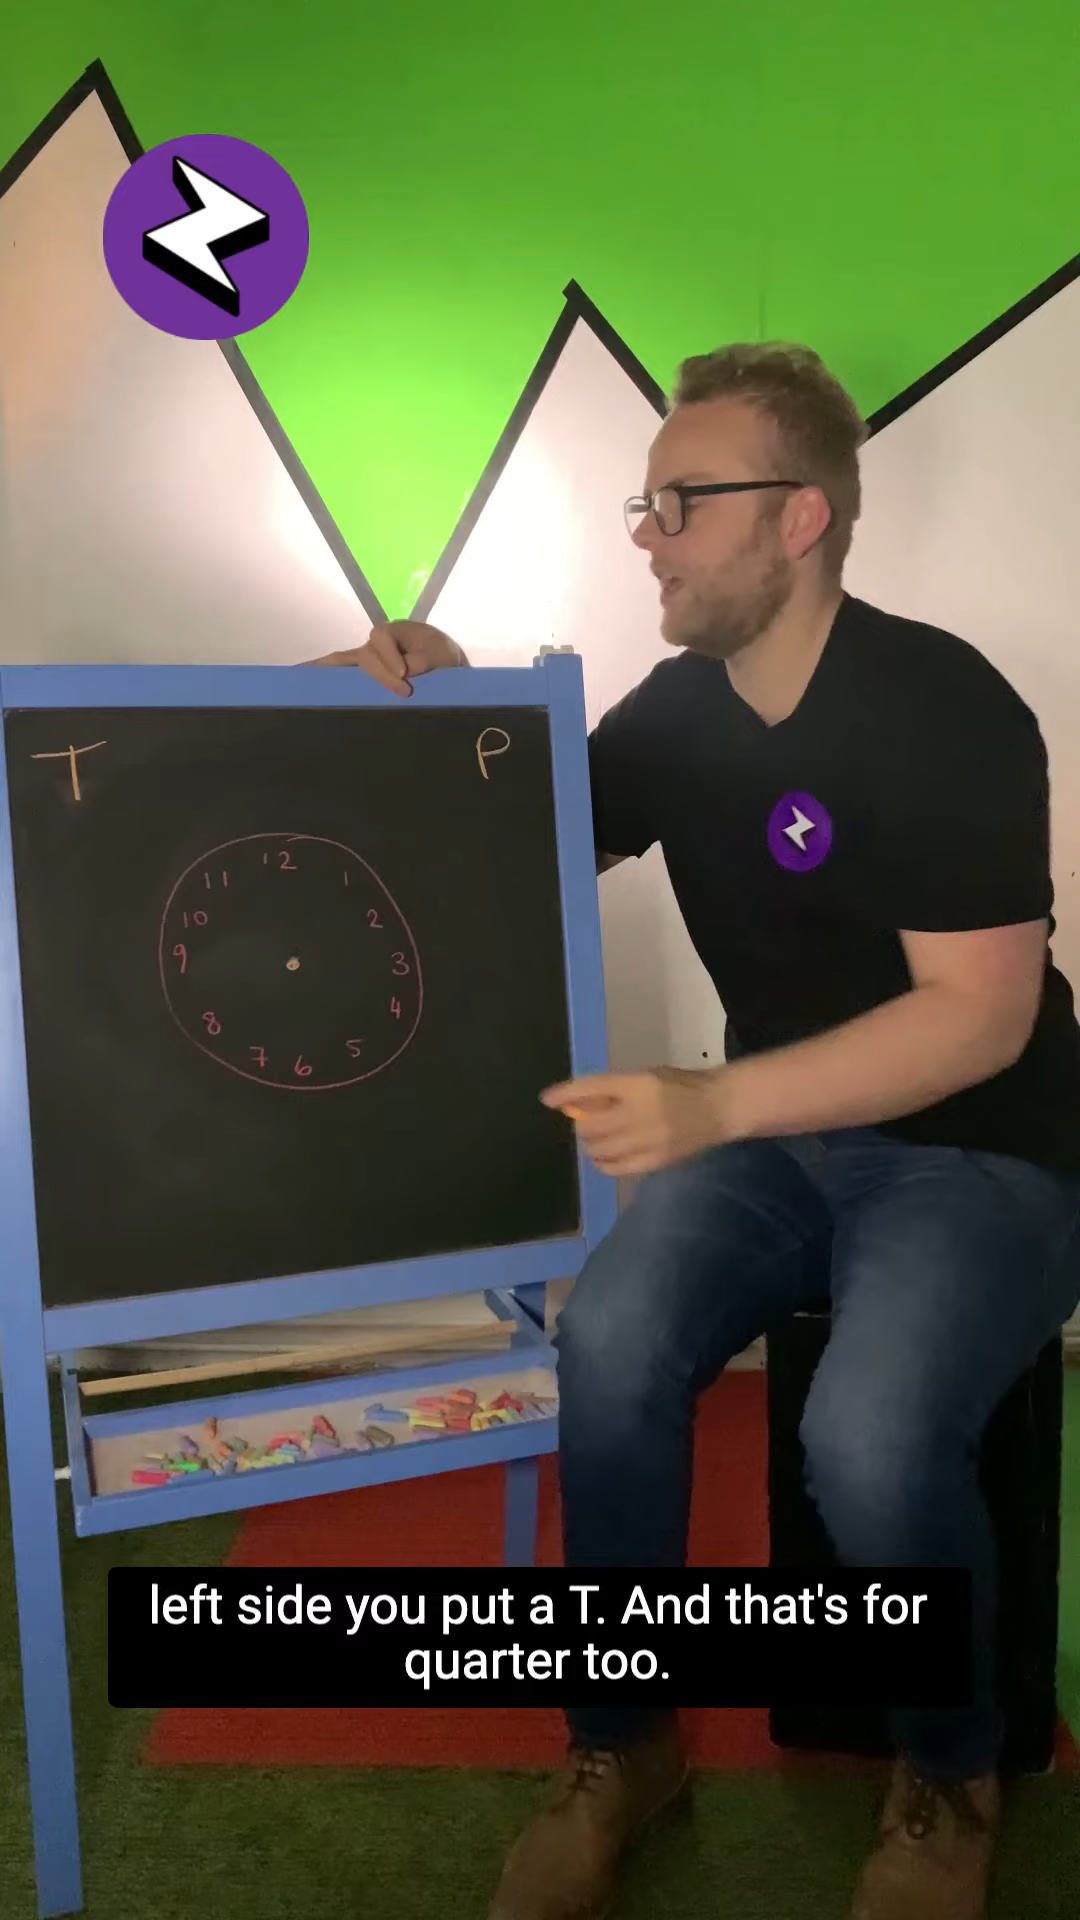 T P
12
11 1
10 2
9 3
8 4
7 6 5
left side you put a T. And that's for
quarter too.